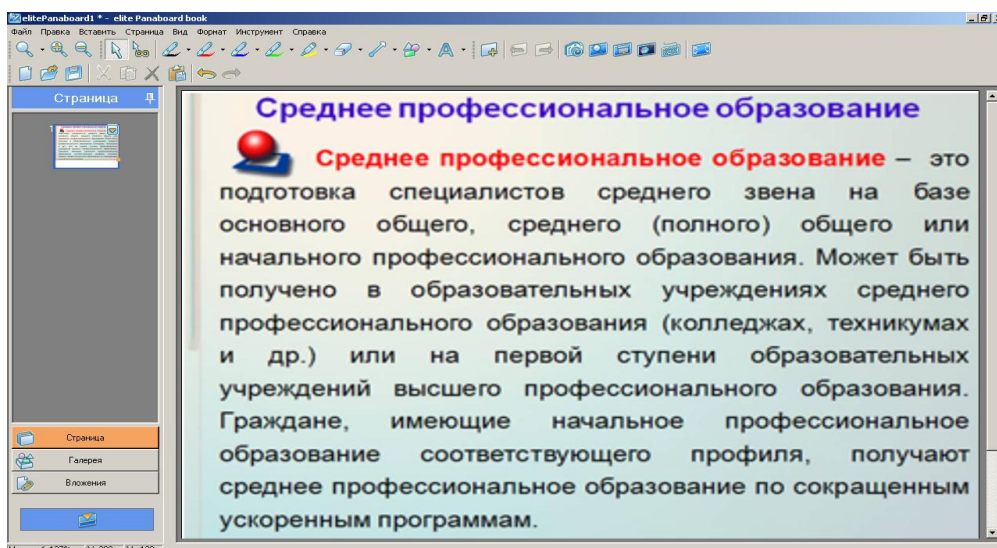 elitePanaboard1 * - elite Panaboard book
Файл Правка Вставить Страница Вид Формат Инструмент Справка
Страница
1
Страница
Галерея
Вложения
Среднее профессиональное образование
Среднее профессиональное образование – это
подготовка специалистов среднего звена на базе
основного общего, среднего (полного) общего или
начального профессионального образования. Может быть
получено в образовательных учреждениях среднего
профессионального образования (колледжах, техникумах
и др.) или на первой ступени образовательных
учреждений высшего профессионального образования.
Граждане, имеющие начальное профессиональное
образование соответствующего профиля, получают
среднее профессиональное образование по сокращенным
ускоренным программам.